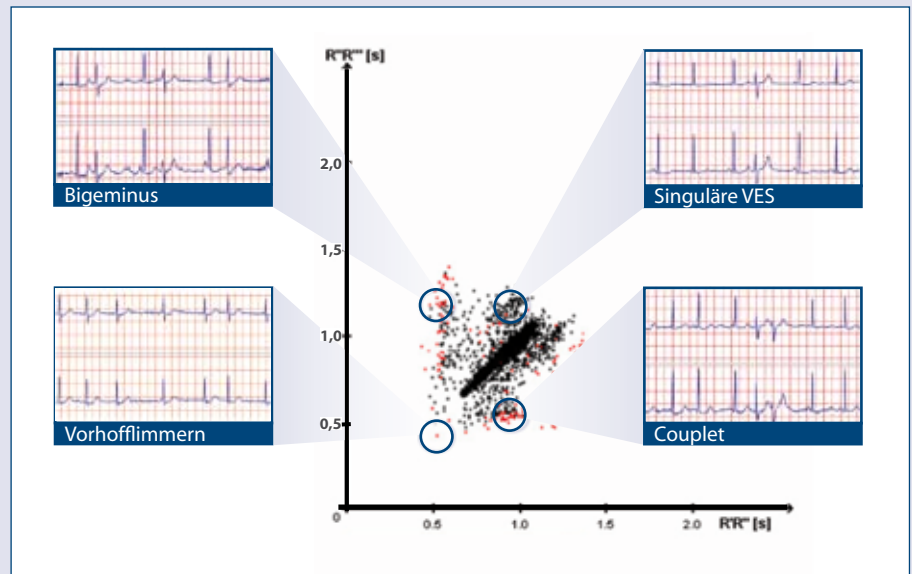 R''R''' [s]
Bigeminus
Singuläre VES
2,0
1,5
1,0
0,5
Vorhofflimmern
Couplet
0
0.5
1.0
1.5
2.0
R'R'' [s]